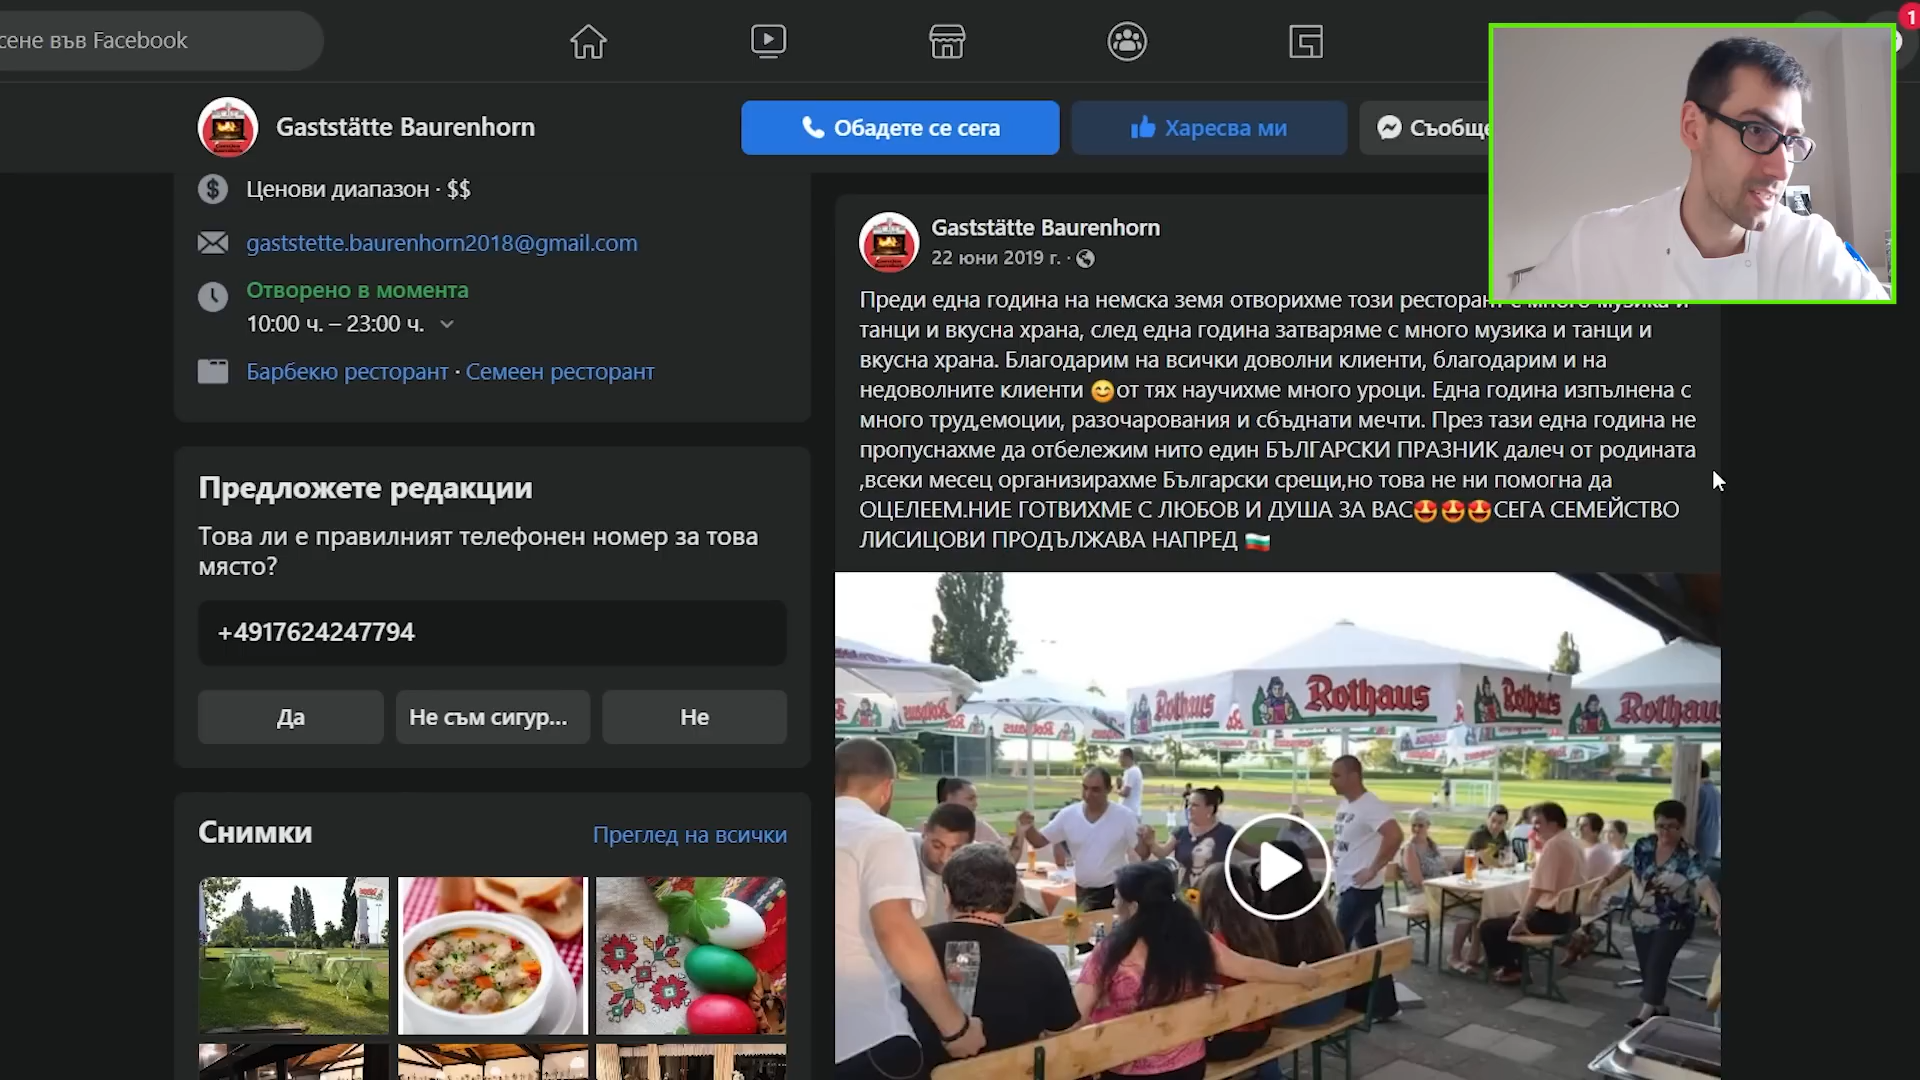 сене във Facebook
1
Gaststätte Baurenhorn
Обадете се сега
Харесва ми
Съобще
Ценови диапазон · $$
gaststette.baurenhorn2018@gmail.com
Отворено в момента
10:00 ч. – 23:00 ч.
Барбекю ресторант · Семеен ресторант
Предложете редакции
Това ли е правилният телефонен номер за това
място?
+4917624247794
Да
Не съм сигур...
Не
Снимки
Преглед на всички
Gaststätte Baurenhorn
22 юни 2019 г. ·
Преди една година на немска земя отворихме този ресторант с много музика и
танци и вкусна храна, след една година затваряме с много музика и танци и
вкусна храна. Благодарим на всички доволни клиенти, благодарим и на
недоволните клиенти 😊от тях научихме много уроци. Една година изпълнена с
много труд,емоции, разочарования и сбъднати мечти. През тази една година не
пропуснахме да отбележим нито един БЪЛГАРСКИ ПРАЗНИК далеч от родината
,всеки месец организирахме Български срещи,но това не ни помогна да
ОЦЕЛЕЕМ.НИЕ ГОТВИХМЕ С ЛЮБОВ И ДУША ЗА ВАС🤩🤩🤩СЕГА СЕМЕЙСТВО
ЛИСИЦОВИ ПРОДЪЛЖАВА НАПРЕД 🇧🇬
Rothaus
Rothaus
Rothaus
Rothaus